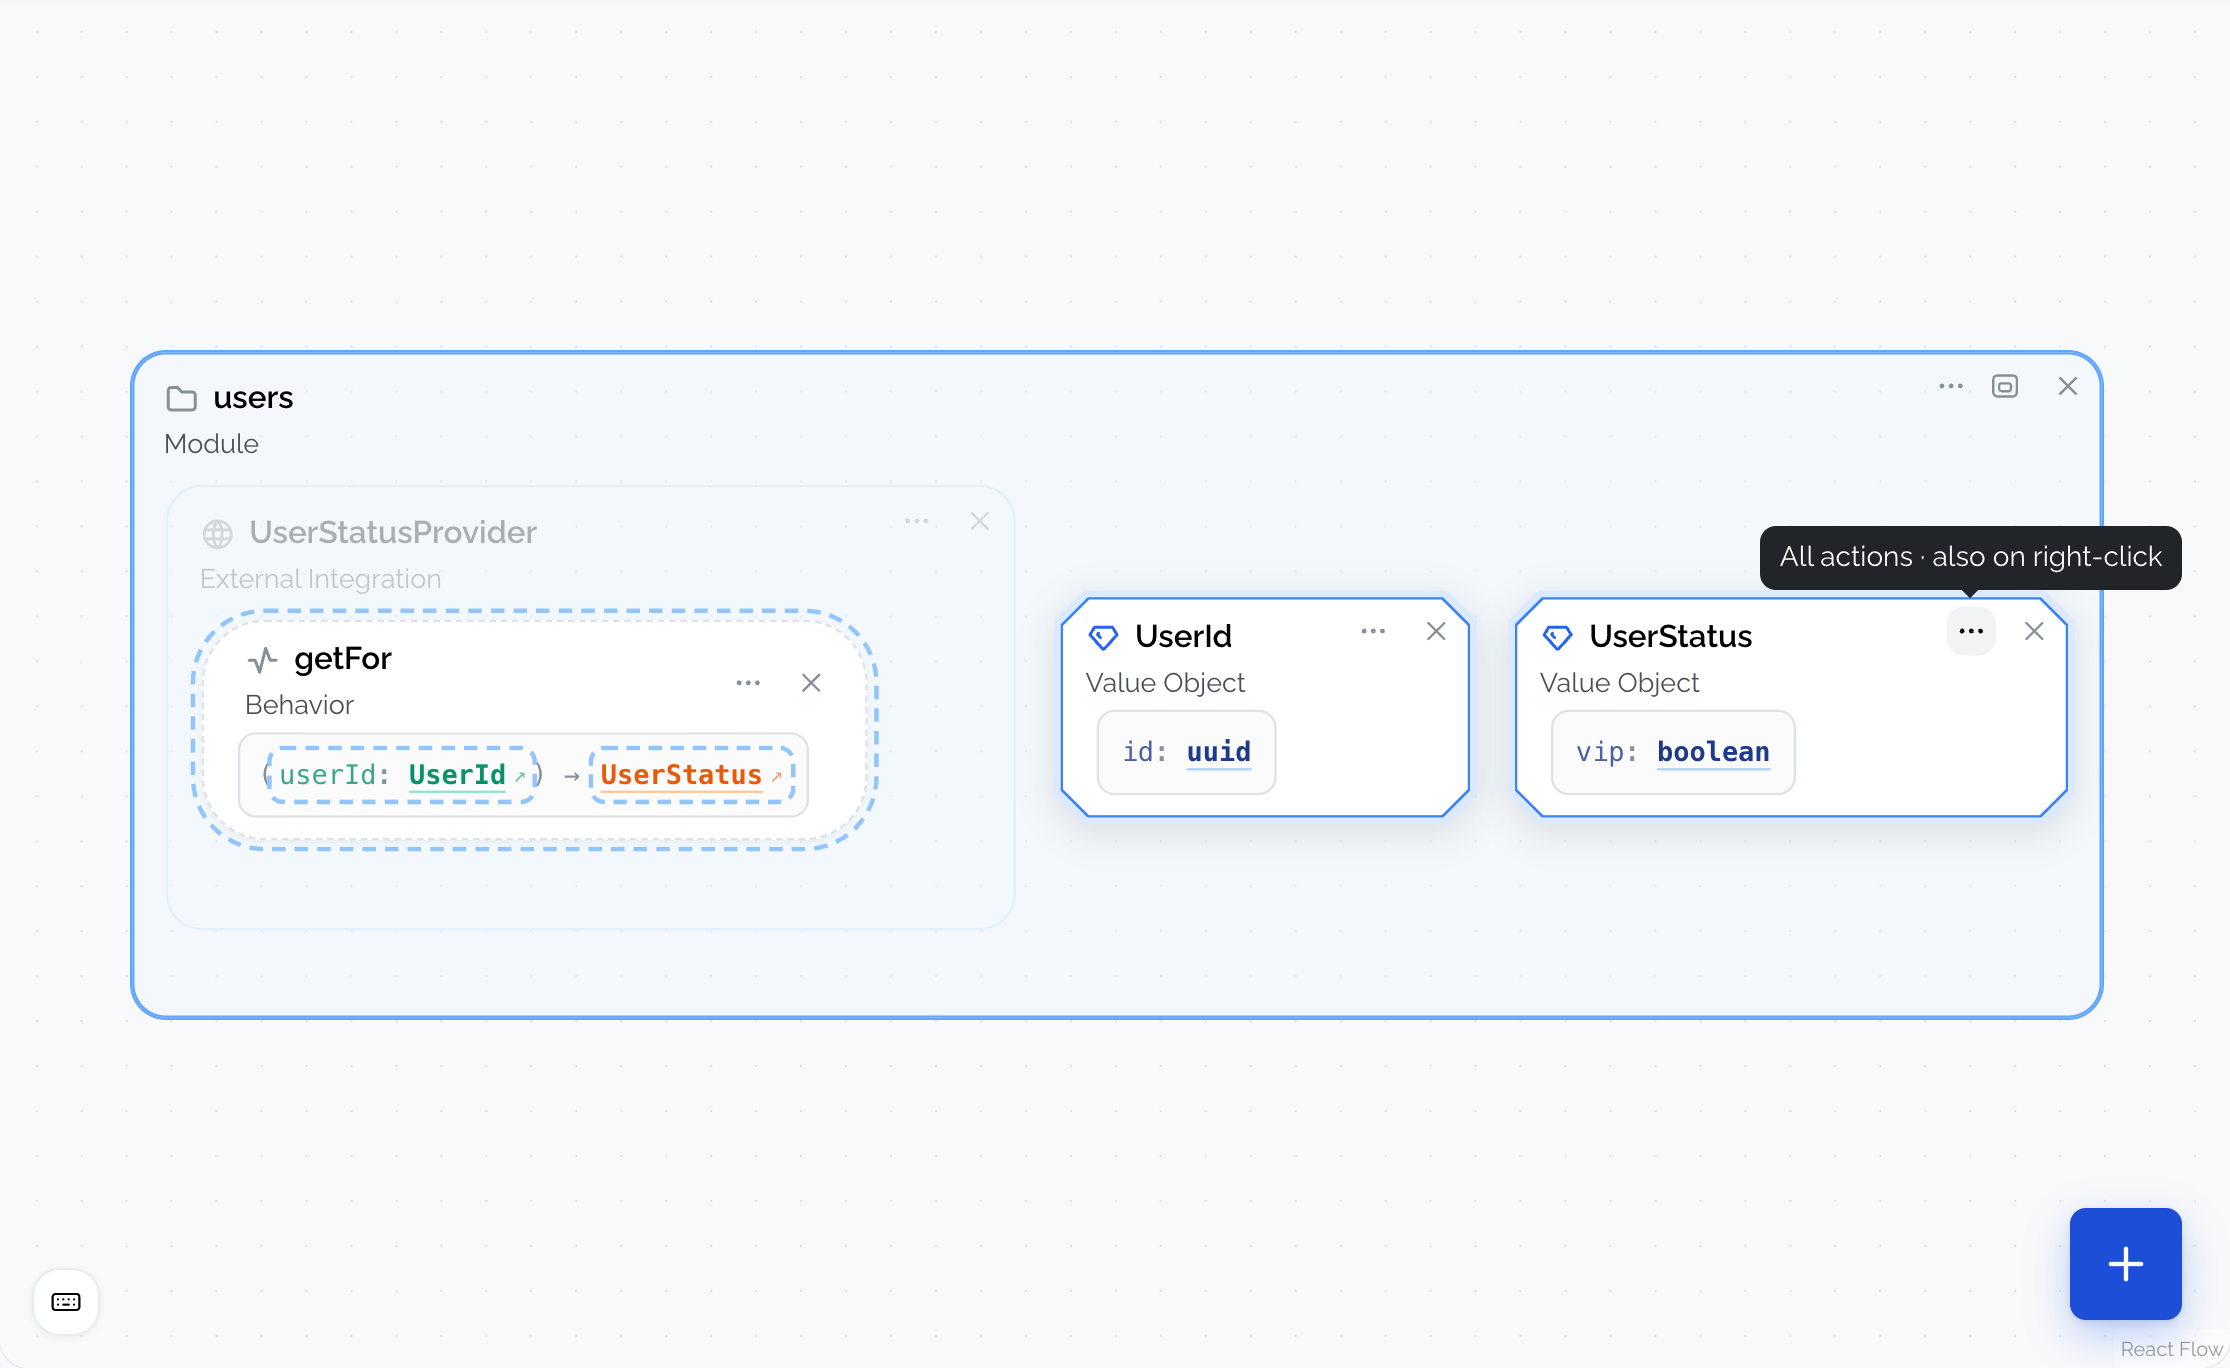 users
Module
UserStatusProvider
External Integration
getFor
Behavior
(userId: UserId ↗) → UserStatus ↗
UserId
Value Object
id: uuid
All actions · also on right-click
UserStatus
Value Object
vip: boolean
React Flow